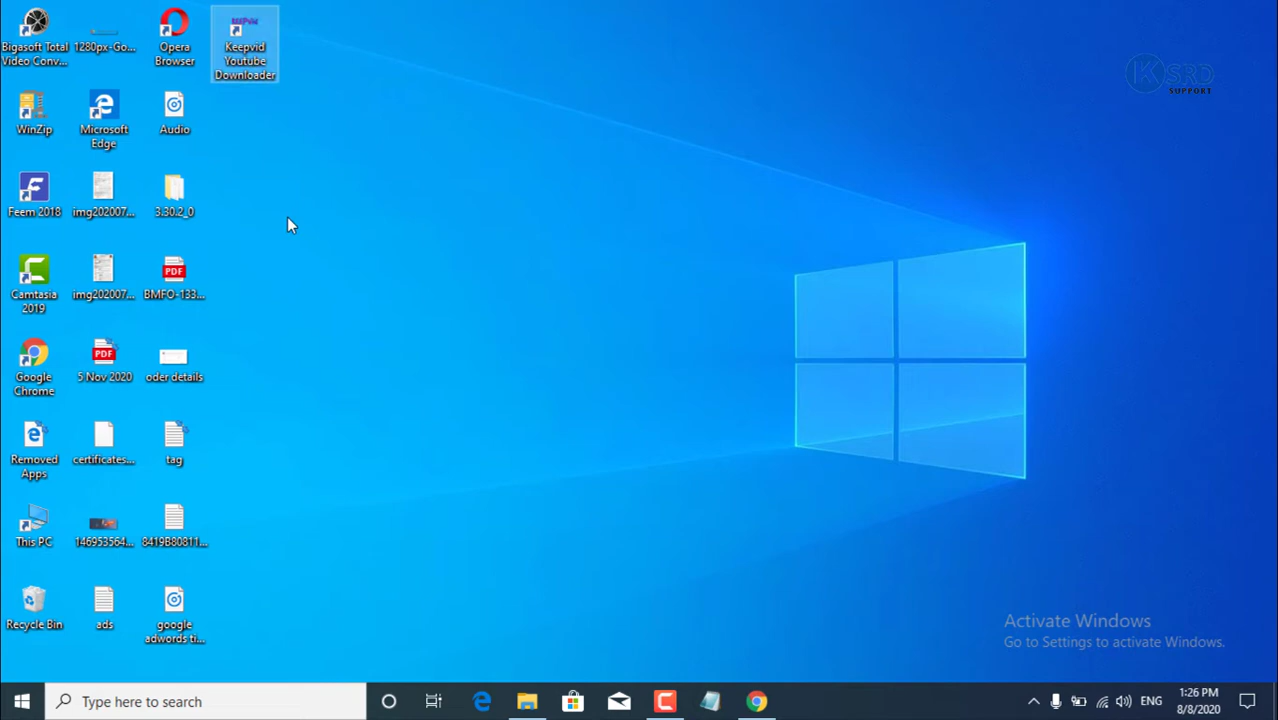 Bigasoft Total
Video Conv...
1280px-Go...
Opera
Browser
Keepvid
Youtube
Downloader
K SRD
SUPPORT
WinZip
Microsoft
Edge
Audio
Feem 2018
img202007...
3.30.2_0
Camtasia
2019
img202007...
BMFO-133...
Google
Chrome
5 Nov 2020
oder details
Removed
Apps
certificates...
tag
This PC
146953564...
8419B80811...
Recycle Bin
ads
google
adwords ti...
Activate Windows
Go to Settings to activate Windows.
Type here to search
ENG
1:26 PM
8/8/2020